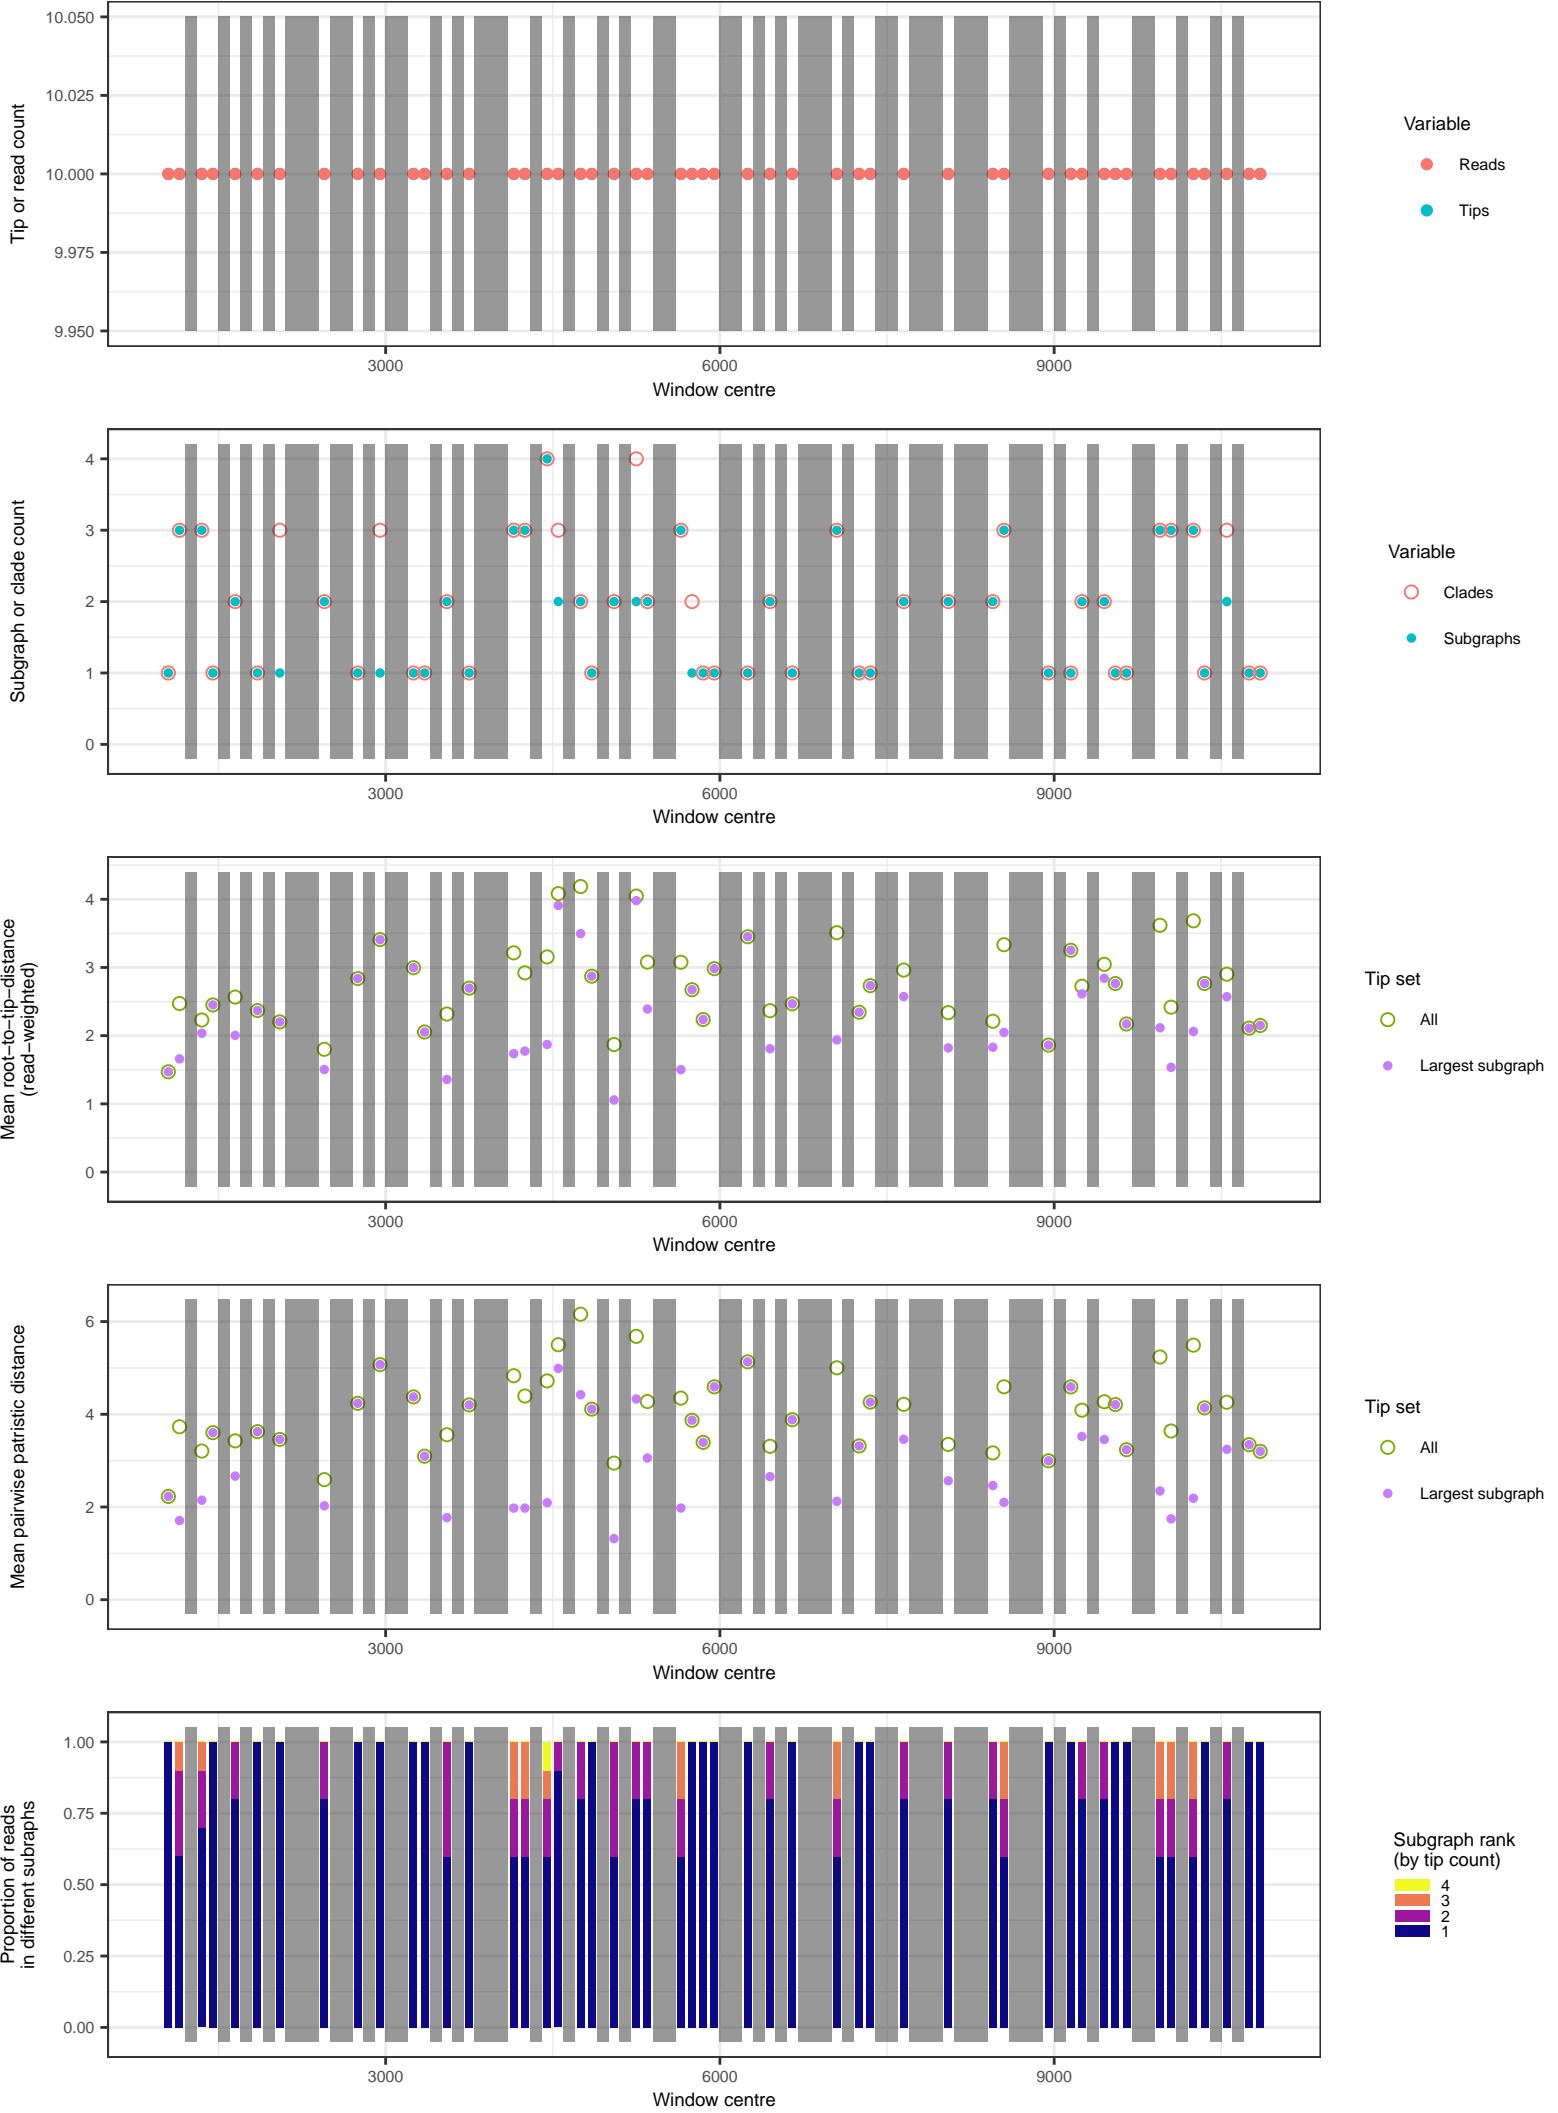 10.050
10.025
10.000
9.975
9.950
Tip or read count
3000
6000
9000
Window centre
Variable
Reads
Tips
4
3
2
1
0
Subgraph or clade count
3000
6000
9000
Window centre
Variable
Clades
Subgraphs
4
3
2
1
0
Mean root−to−tip−distance
(read−weighted)
3000
6000
9000
Window centre
Tip set
All
Largest subgraph
6
4
2
0
Mean pairwise patristic distance
3000
6000
9000
Window centre
Tip set
All
Largest subgraph
1.00
0.75
0.50
0.25
0.00
Proportion of reads
in different subraphs
3000
6000
9000
Window centre
Subgraph rank
(by tip count)
4
3
2
1